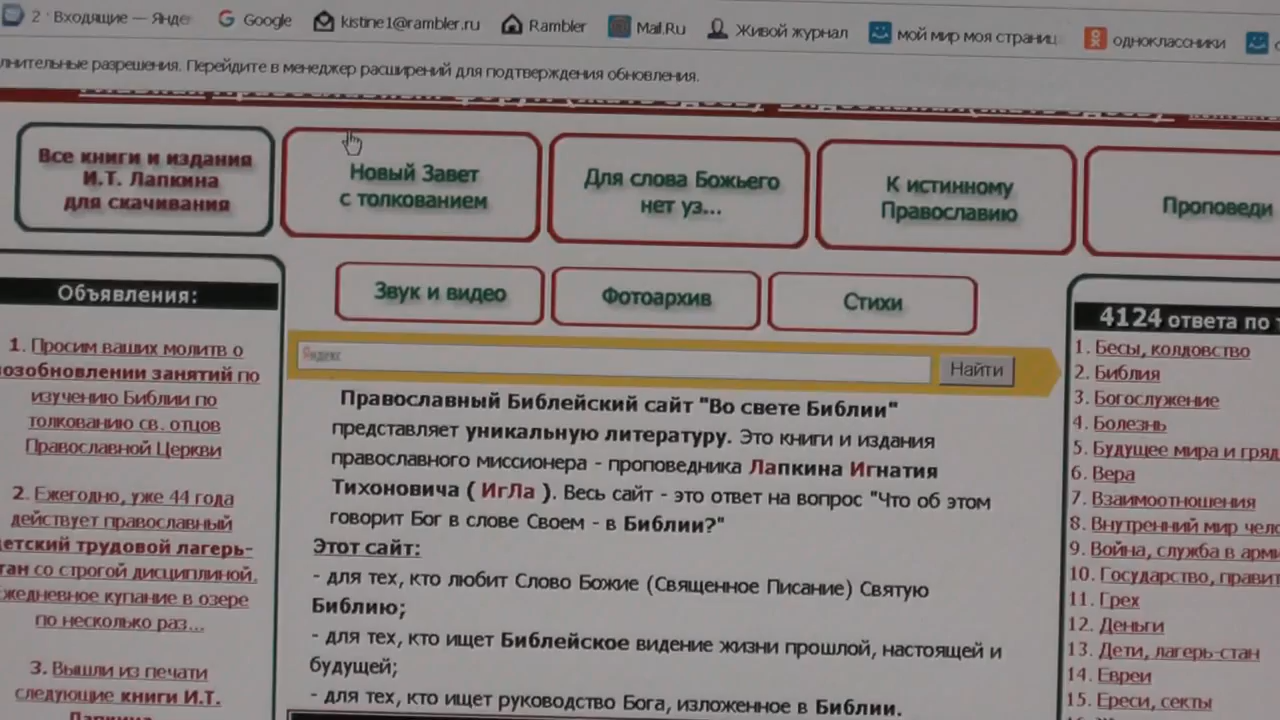 2 · Входящие — Янде
Google
kistine1@rambler.ru
Rambler
Mail.Ru
Живой журнал
мой мир моя страниц
одноклассники
лнительные разрешения. Перейдите в менеджер расширений для подтверждения обновления.
Все книги и издания
И.Т. Лапкина
для скачивания
Новый Завет
с толкованием
Для слова Божьего
нет уз...
К истинному
Православию
Проповеди
Звук и видео
Фотоархив
Стихи
Объявления:
1. Просим ваших молитв о
возобновлении занятий по
изучению Библии по
толкованию св. отцов
Православной Церкви
2. Ежегодно, уже 44 года
действует православный
детский трудовой лагерь-
тан со строгой дисциплиной,
жедневное купание в озере
по несколько раз...
3. Вышли из печати
следующие книги И.Т.
Лапкина
Яндекс
Найти
Православный Библейский сайт "Во свете Библии"
представляет уникальную литературу. Это книги и издания
православного миссионера - проповедника Лапкина Игнатия
Тихоновича ( ИгЛа ). Весь сайт - это ответ на вопрос "Что об этом
говорит Бог в слове Своем - в Библии?"
Этот сайт:
- для тех, кто любит Слово Божие (Священное Писание) Святую
Библию;
- для тех, кто ищет Библейское видение жизни прошлой, настоящей и
будущей;
- для тех, кто ищет руководство Бога, изложенное в Библии.
4124 ответа по т
1. Бесы, колдовство
2. Библия
3. Богослужение
4. Болезнь
5. Будущее мира и гряд
6. Вера
7. Взаимоотношения
8. Внутренний мир чело
9. Война, служба в арми
10. Государство, правит
11. Грех
12. Деньги
13. Дети, лагерь-стан
14. Евреи
15. Ереси, секты